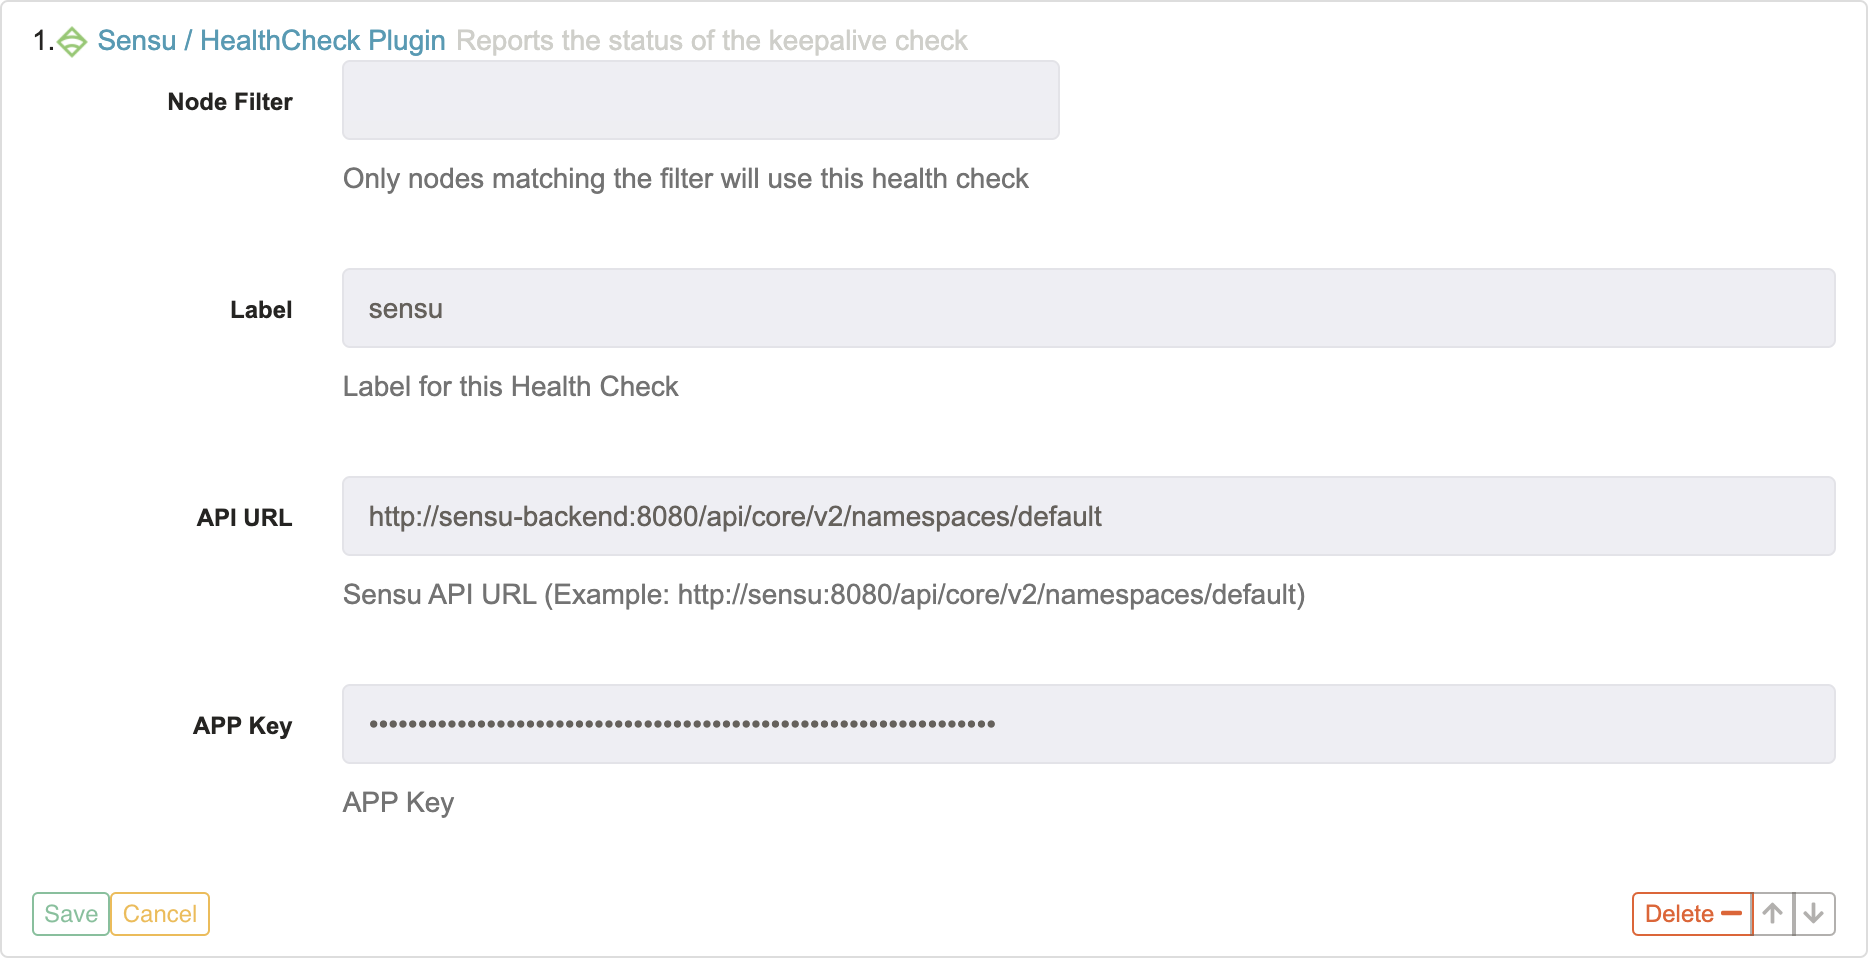 1. Sensu / HealthCheck Plugin Reports the status of the keepalive check
Node Filter
Only nodes matching the filter will use this health check
Label sensu
Label for this Health Check
API URL http://sensu-backend:8080/api/core/v2/namespaces/default
Sensu API URL (Example: http://sensu:8080/api/core/v2/namespaces/default)
APP Key ••••••••••••••••••••••••••••••••••••••••••••••••••••••••••••••••
APP Key
Save Cancel Delete